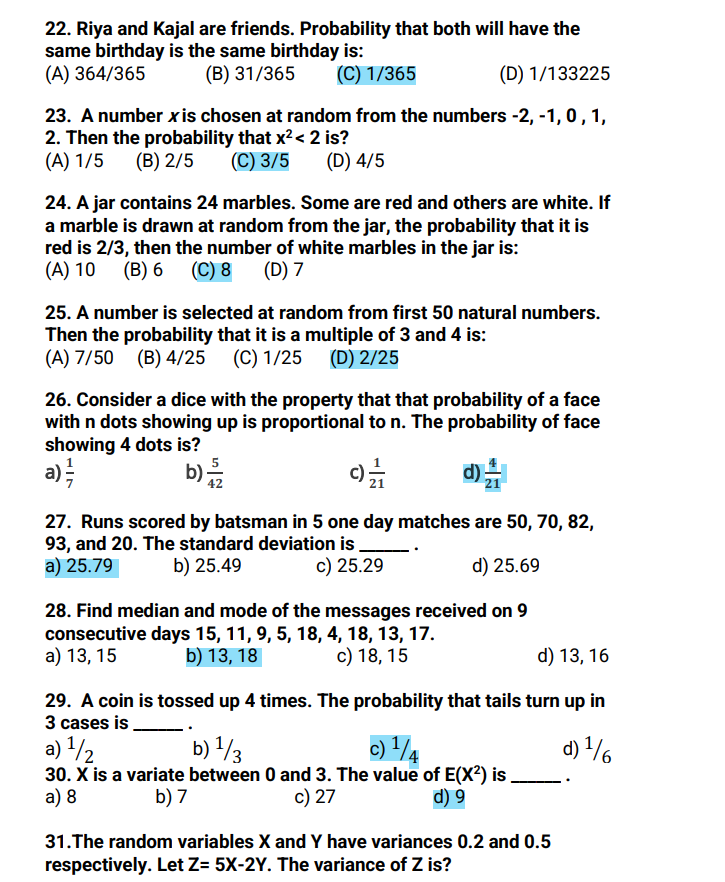 22. Riya and Kajal are friends. Probability that both will have the
same birthday is the same birthday is:
(A) 364/365 (B) 31/365 (C) 1/365 (D) 1/133225
23. A number x is chosen at random from the numbers -2, -1, 0 , 1,
2. Then the probability that x² < 2 is?
(A) 1/5 (B) 2/5 (C) 3/5 (D) 4/5
24. A jar contains 24 marbles. Some are red and others are white. If
a marble is drawn at random from the jar, the probability that it is
red is 2/3, then the number of white marbles in the jar is:
(A) 10 (B) 6 (C) 8 (D) 7
25. A number is selected at random from first 50 natural numbers.
Then the probability that it is a multiple of 3 and 4 is:
(A) 7/50 (B) 4/25 (C) 1/25 (D) 2/25
26. Consider a dice with the property that that probability of a face
with n dots showing up is proportional to n. The probability of face
showing 4 dots is?
a) 1/7 b) 5/42 c) 1/21 d) 4/21
27. Runs scored by batsman in 5 one day matches are 50, 70, 82,
93, and 20. The standard deviation is ______ .
a) 25.79 b) 25.49 c) 25.29 d) 25.69
28. Find median and mode of the messages received on 9
consecutive days 15, 11, 9, 5, 18, 4, 18, 13, 17.
a) 13, 15 b) 13, 18 c) 18, 15 d) 13, 16
29. A coin is tossed up 4 times. The probability that tails turn up in
3 cases is ______ .
a) 1/2 b) 1/3 c) 1/4 d) 1/6
30. X is a variate between 0 and 3. The value of E(X²) is ______ .
a) 8 b) 7 c) 27 d) 9
31.The random variables X and Y have variances 0.2 and 0.5
respectively. Let Z= 5X-2Y. The variance of Z is?